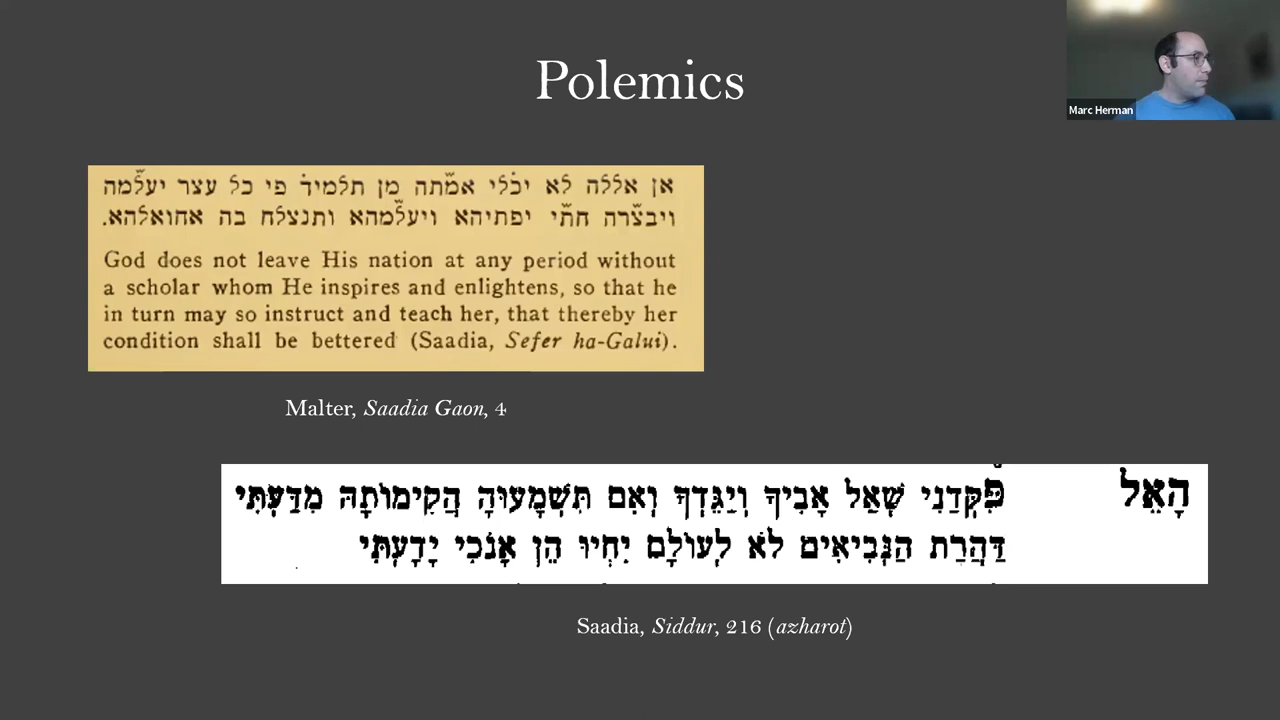 Polemics
Marc Herman
אן אללה לא יכ֗לי אמّתה מן תלמיד֗ פי כל עצר יעלّמה
ויבצّרה חתّי יפתיהא ויעלّמהא ותנצלח בה אחואלהא.
God does not leave His nation at any period without
a scholar whom He inspires and enlightens, so that he
in turn may so instruct and teach her, that thereby her
condition shall be bettered (Saadia, Sefer ha-Galui).
Malter, Saadia Gaon, 4
הָאֵל פִּקְּדַנִי שְׁאַל אָבִיךָ וְיַגֵּדְךָ וְאִם תִּשְׁמָעוּהָ הֲקִימוֹתָהּ מִדַּעְתִּי
דַּהֲרַת הַנְּבִיאִים לֹא לְעוֹלָם יִחְיוּ הֵן אָנֹכִי יָדָעְתִּי
Saadia, Siddur, 216 (azharot)